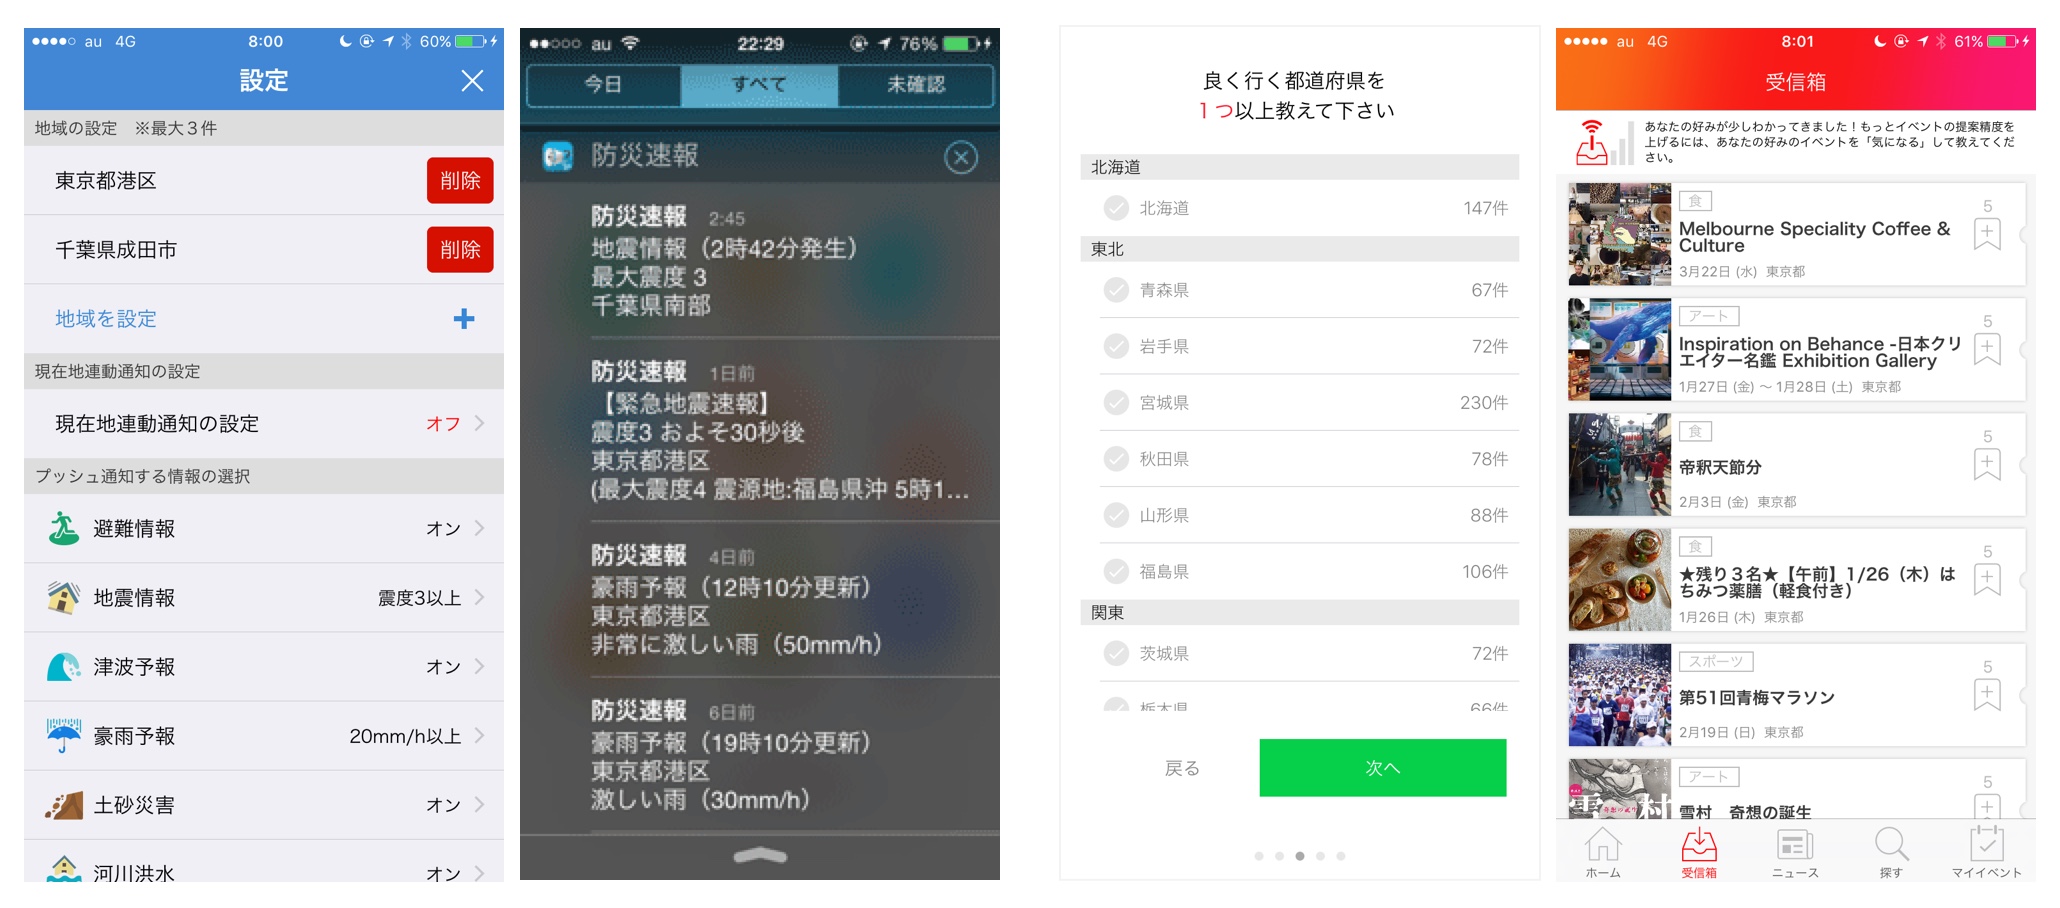 au 4G
8:00
60%
設定
地域の設定　※最大３件
東京都港区
削除
千葉県成田市
削除
地域を設定
現在地連動通知の設定
現在地連動通知の設定
オフ
プッシュ通知する情報の選択
避難情報
オン
地震情報
震度3以上
津波予報
オン
豪雨予報
20mm/h以上
土砂災害
オン
河川洪水
オン
au
22:29
76%
今日
すべて
未確認
防災速報
防災速報 2:45
地震情報（2時42分発生）
最大震度 3
千葉県南部
防災速報 1日前
【緊急地震速報】
震度3 およそ30秒後
東京都港区
(最大震度4 震源地:福島県沖 5時1…
防災速報 4日前
豪雨予報（12時10分更新）
東京都港区
非常に激しい雨（50mm/h）
防災速報 6日前
豪雨予報（19時10分更新）
東京都港区
激しい雨（30mm/h）
良く行く都道府県を
１つ以上教えて下さい
北海道
北海道
147件
東北
青森県
67件
岩手県
72件
宮城県
230件
秋田県
78件
山形県
88件
福島県
106件
関東
茨城県
72件
栃木県
66件
戻る
次へ
au 4G
8:01
61%
受信箱
あなたの好みが少しわかってきました！もっとイベントの提案精度を
上げるには、あなたの好みのイベントを「気になる」して教えてくだ
さい。
食
5
Melbourne Speciality Coffee &
Culture
3月22日 (水) 東京都
アート
5
Inspiration on Behance -日本クリ
エイター名鑑 Exhibition Gallery
1月27日 (金) 〜 1月28日 (土) 東京都
食
5
帝釈天節分
2月3日 (金) 東京都
食
5
★残り３名★【午前】1/26（木）は
ちみつ薬膳（軽食付き）
1月26日 (木) 東京都
スポーツ
5
第51回青梅マラソン
2月19日 (日) 東京都
アート
5
雪村　奇想の誕生
ホーム
受信箱
ニュース
探す
マイイベント